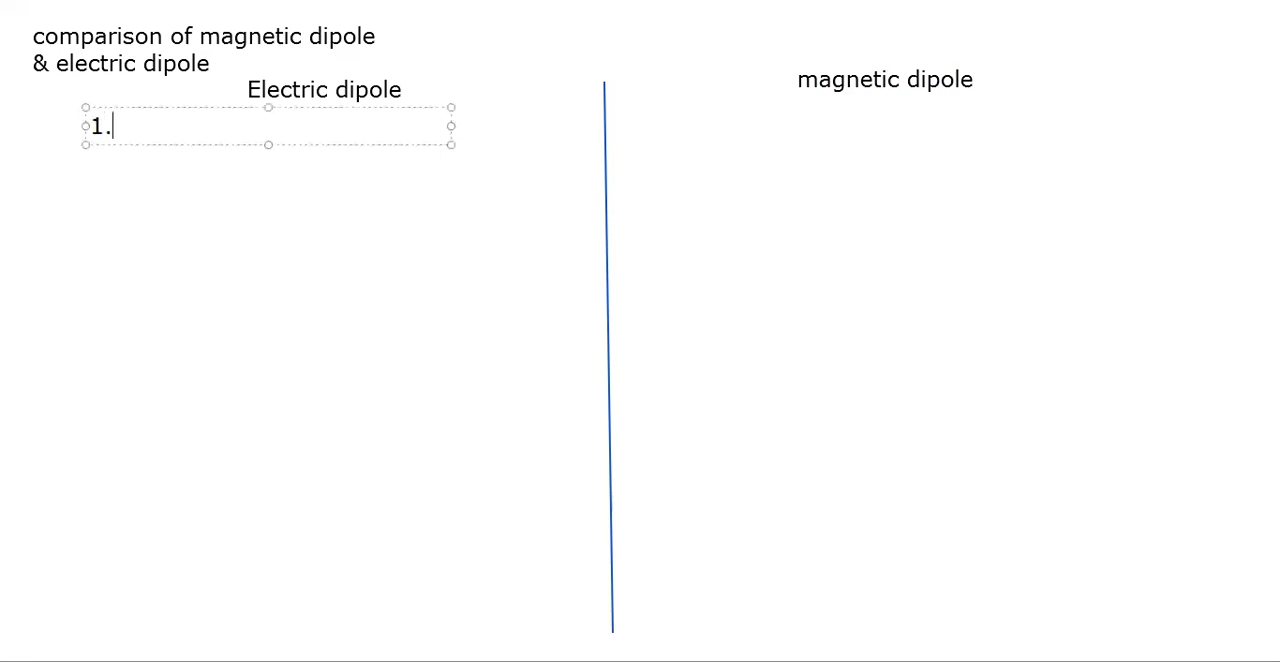 comparison of magnetic dipole
& electric dipole
Electric dipole
magnetic dipole
1.